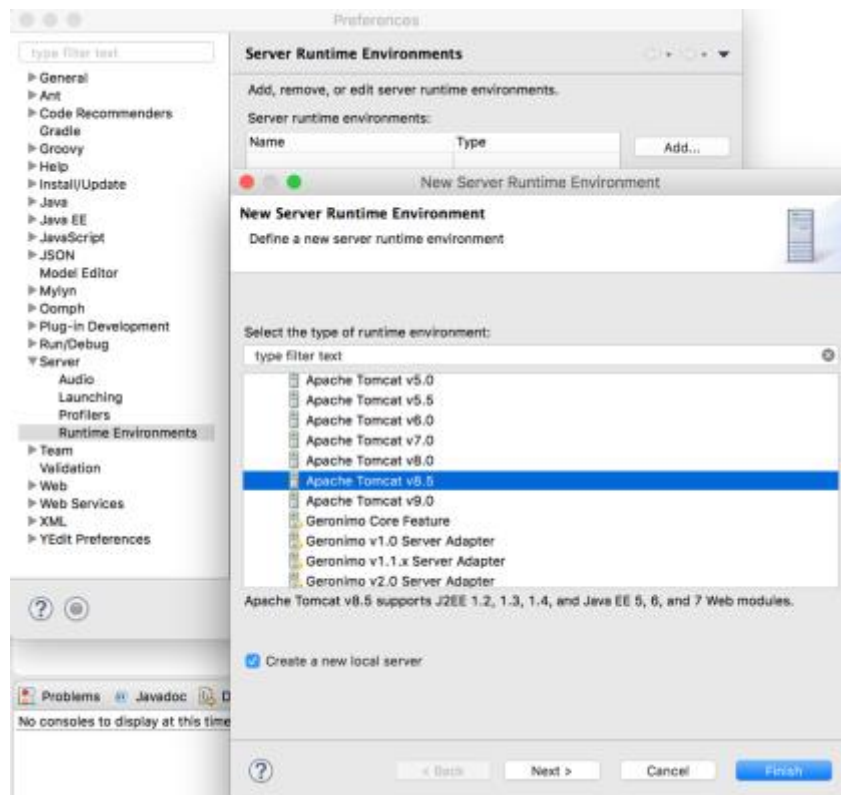 Preferences
type filter text
General
Ant
Code Recommenders
Gradle
Groovy
Help
Install/Update
Java
Java EE
JavaScript
JSON
Model Editor
Mylyn
Oomph
Plug-in Development
Run/Debug
Server
Audio
Launching
Profilers
Runtime Environments
Team
Validation
Web
Web Services
XML
YEdit Preferences
Server Runtime Environments
Add, remove, or edit server runtime environments.
Server runtime environments:
Name Type
Add...
New Server Runtime Environment
New Server Runtime Environment
Define a new server runtime environment
Select the type of runtime environment:
type filter text
Apache Tomcat v5.0
Apache Tomcat v5.5
Apache Tomcat v6.0
Apache Tomcat v7.0
Apache Tomcat v8.0
Apache Tomcat v8.5
Apache Tomcat v9.0
Geronimo Core Feature
Geronimo v1.0 Server Adapter
Geronimo v1.1.x Server Adapter
Geronimo v2.0 Server Adapter
Apache Tomcat v8.5 supports J2EE 1.2, 1.3, 1.4, and Java EE 5, 6, and 7 Web modules.
Create a new local server
Problems @ Javadoc D
No consoles to display at this time
? < Back Next > Cancel Finish